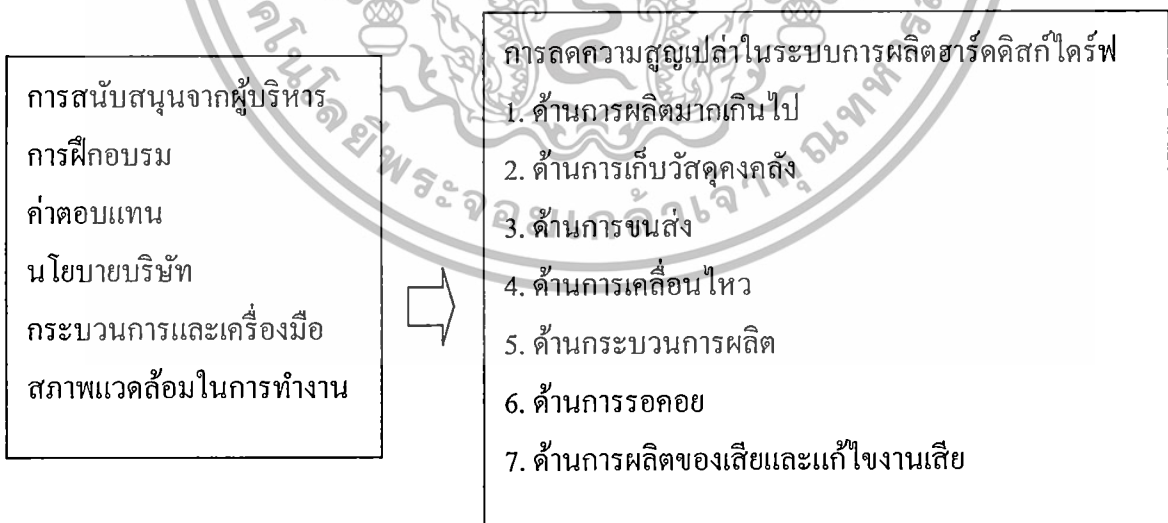 การสนับสนุนจากผู้บริหาร
การฝึกอบรม
ค่าตอบแทน
นโยบายบริษัท
กระบวนการและเครื่องมือ
สภาพแวดล้อมในการทำงาน
การลดความสูญเปล่าในระบบการผลิตฮาร์ดดิสก์ไดร์ฟ
1. ด้านการผลิตมากเกินไป
2. ด้านการเก็บวัสดุคงคลัง
3. ด้านการขนส่ง
4. ด้านการเคลื่อนไหว
5. ด้านกระบวนการผลิต
6. ด้านการรอคอย
7. ด้านการผลิตของเสียและแก้ไขงานเสีย